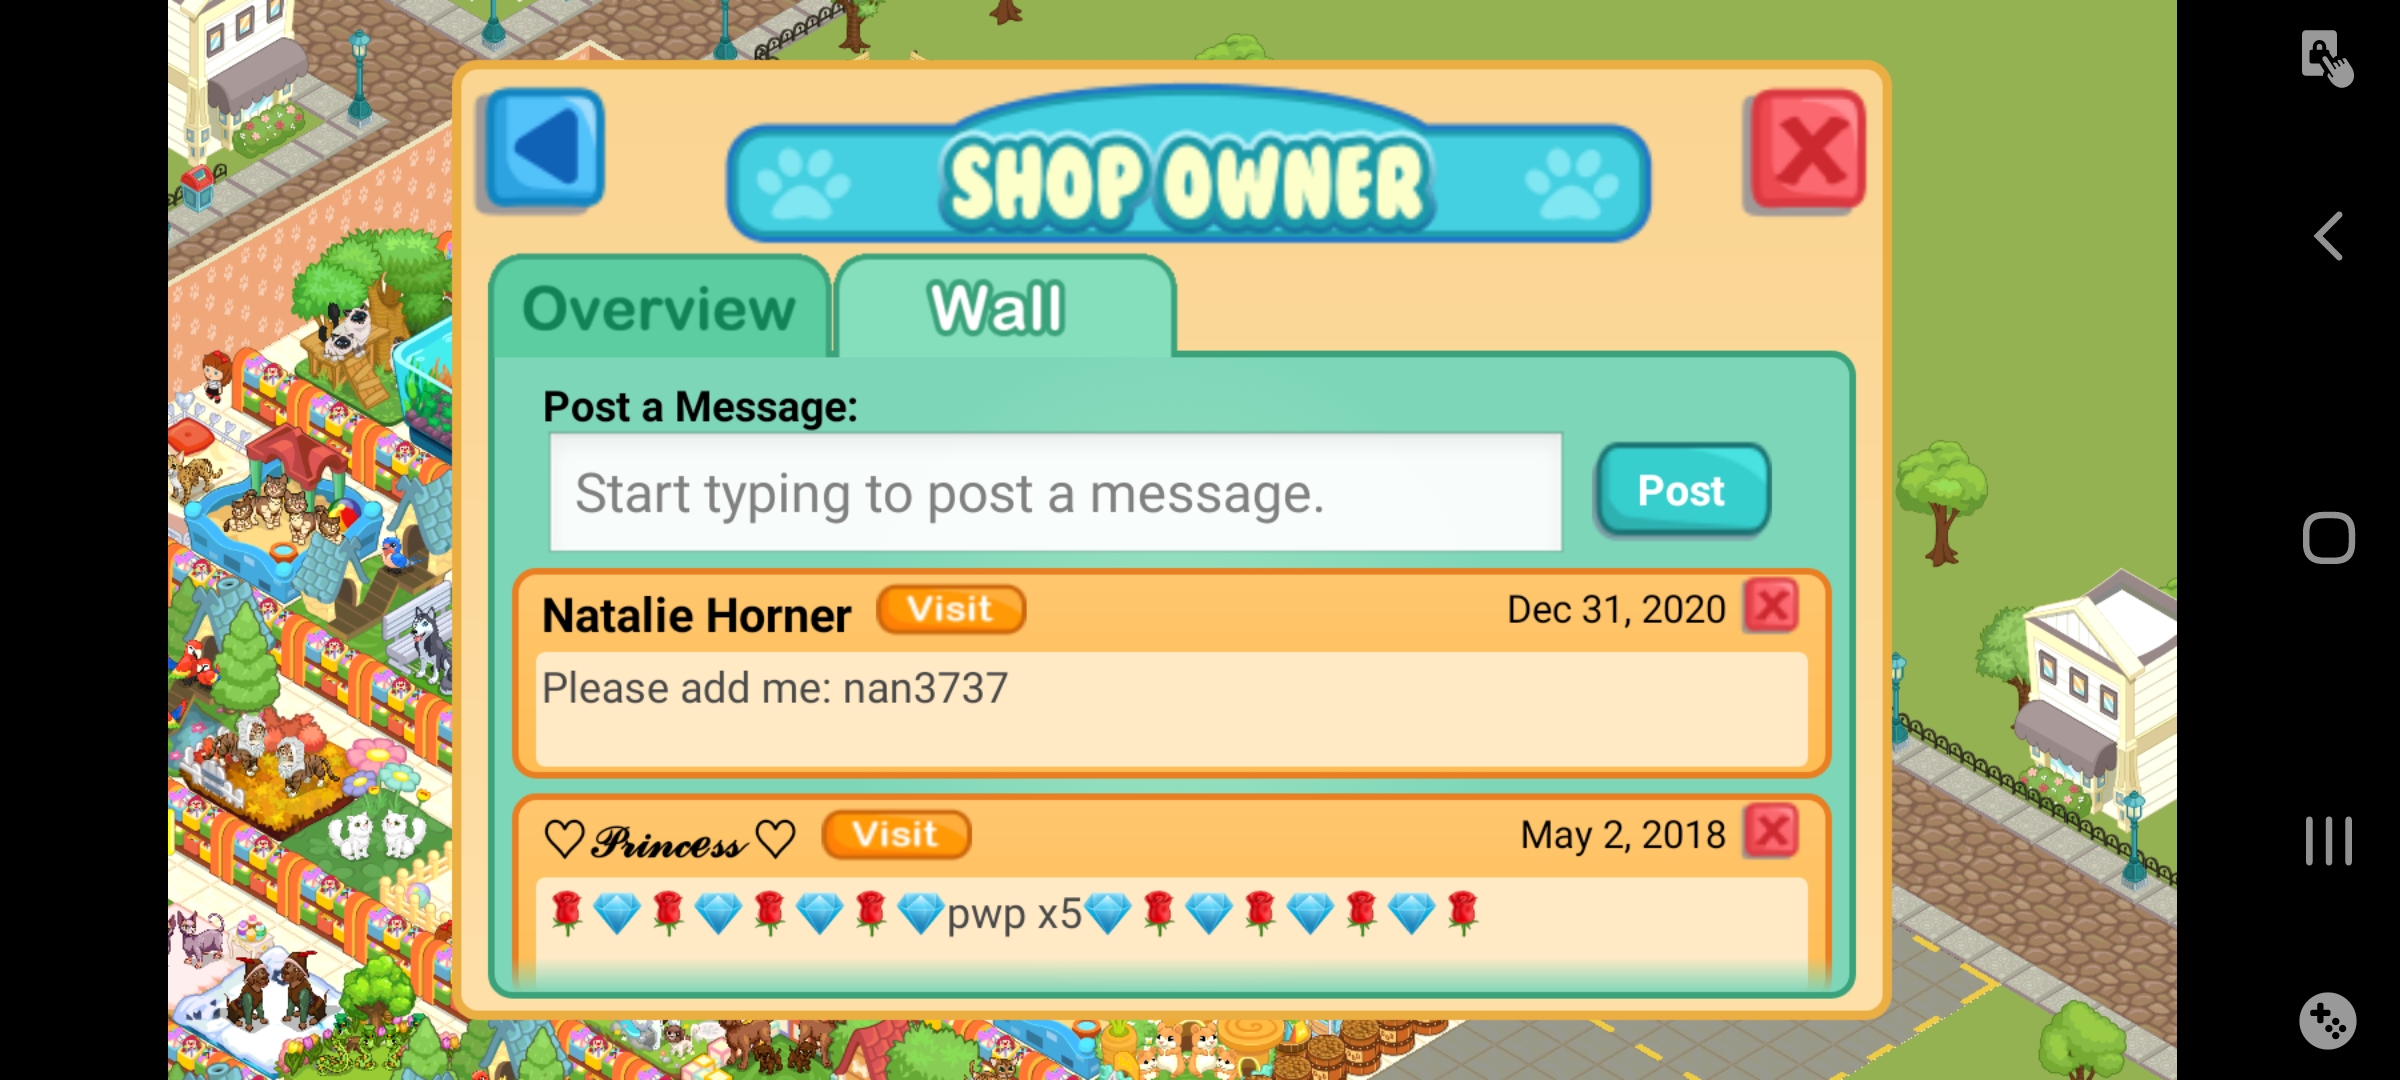 SHOP OWNER
Overview
Wall
Post a Message:
Start typing to post a message.
Post
Natalie Horner
Visit
Dec 31, 2020
Please add me: nan3737
♡𝓟𝓻𝓲𝓷𝓬𝓮𝓼𝓼♡
Visit
May 2, 2018
🌹💎🌹💎🌹💎🌹💎pwp x5💎🌹💎🌹💎🌹💎🌹